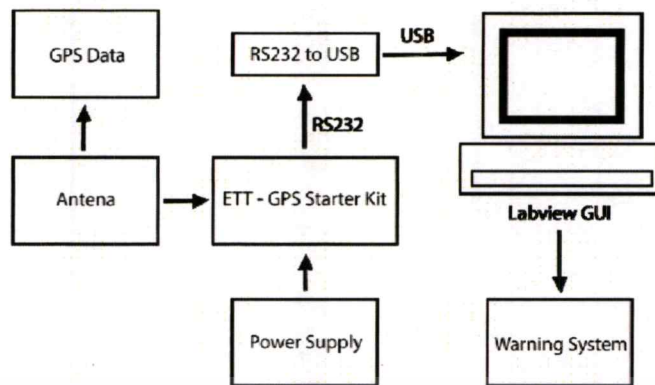 GPS Data
RS232 to USB
USB
RS232
Antena
ETT - GPS Starter Kit
Labview GUI
Power Supply
Warning System